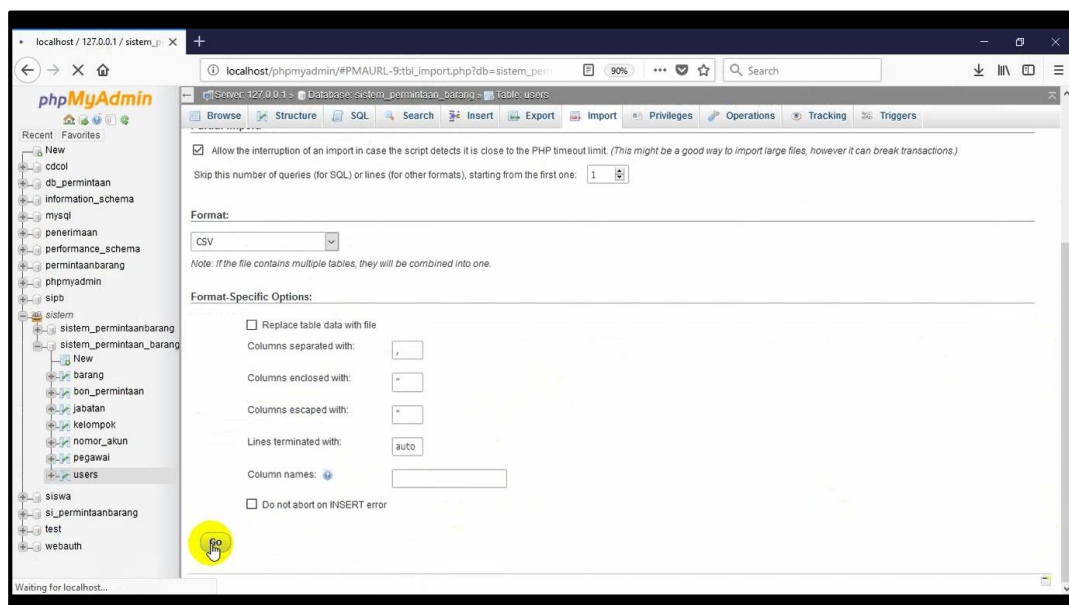 localhost / 127.0.0.1 / sistem_p
localhost/phpmyadmin/#PMAURL-9:tbl_import.php?db=sistem_perm
90%
Search
phpMyAdmin
Recent Favorites
New
cdcol
db_permintaan
information_schema
mysql
penerimaan
performance_schema
permintaanbarang
phpmyadmin
sipb
sistem
sistem_permintaanbarang
sistem_permintaan_barang
New
barang
bon_permintaan
jabatan
kelompok
nomor_akun
pegawai
users
siswa
si_permintaanbarang
test
webauth
Waiting for localhost...
Server: 127.0.0.1 » Database: sistem_permintaan_barang » Table: users
Browse Structure SQL Search Insert Export Import Privileges Operations Tracking Triggers
Allow the interruption of an import in case the script detects it is close to the PHP timeout limit. (This might be a good way to import large files, however it can break transactions.)
Skip this number of queries (for SQL) or lines (for other formats), starting from the first one: 1
Format:
CSV
Note: If the file contains multiple tables, they will be combined into one.
Format-Specific Options:
Replace table data with file
Columns separated with: ,
Columns enclosed with: "
Columns escaped with: "
Lines terminated with: auto
Column names:
Do not abort on INSERT error
Go